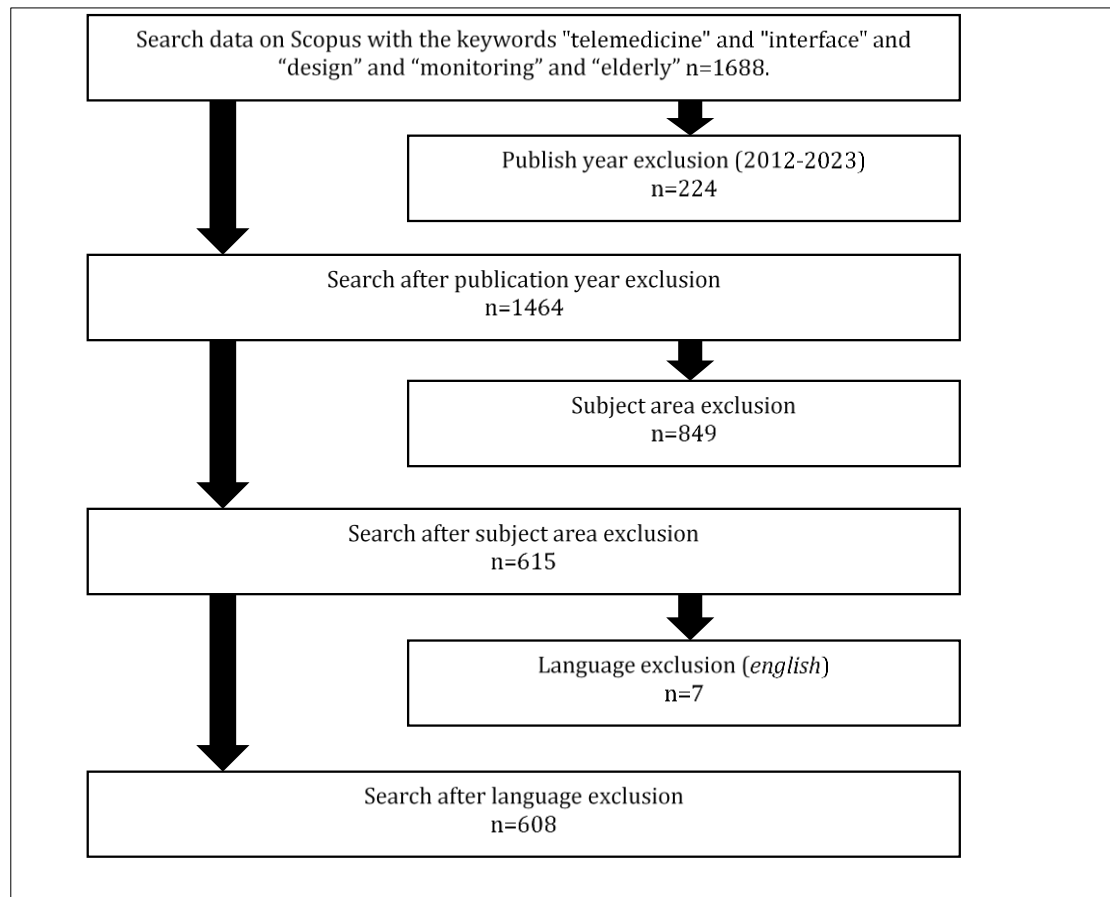 Search data on Scopus with the keywords "telemedicine" and "interface" and
“design” and “monitoring” and “elderly” n=1688.
Publish year exclusion (2012-2023)
n=224
Search after publication year exclusion
n=1464
Subject area exclusion
n=849
Search after subject area exclusion
n=615
Language exclusion (english)
n=7
Search after language exclusion
n=608